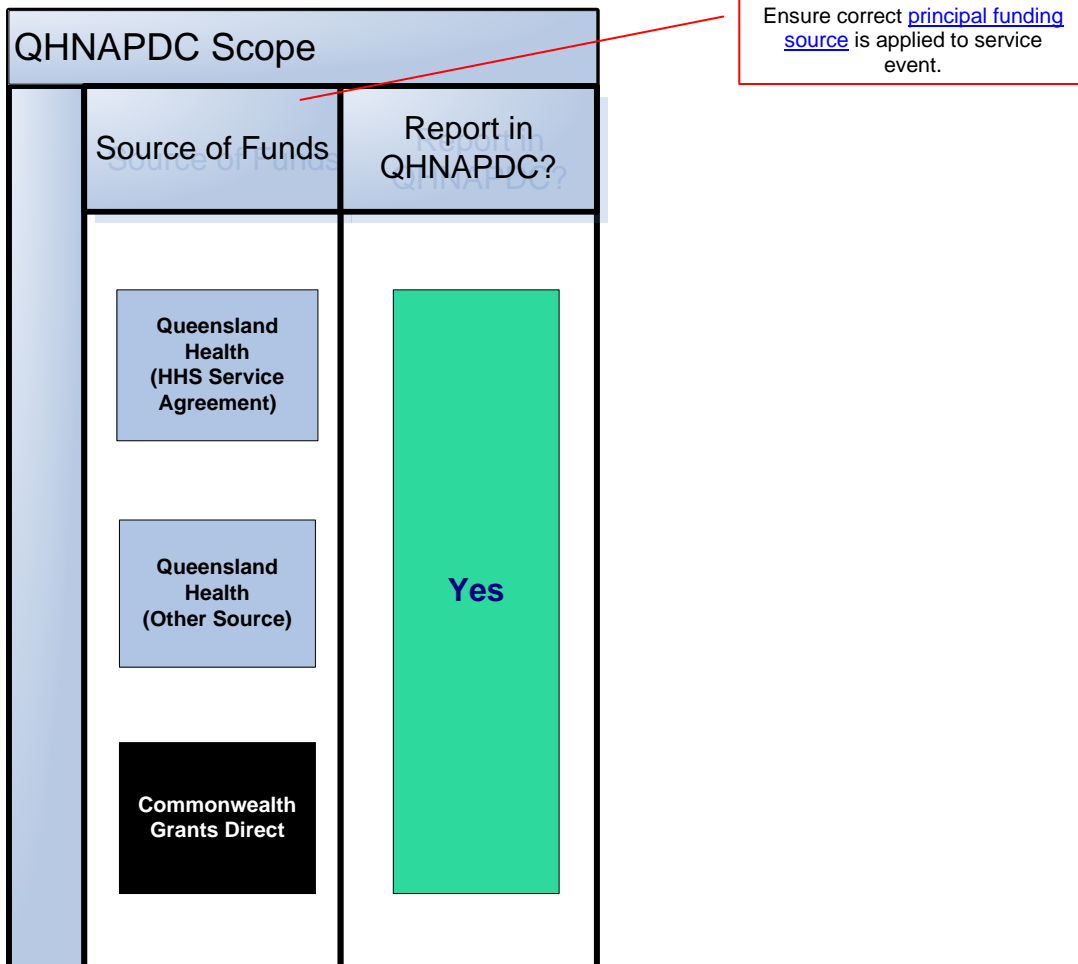 QHNAPDC Scope
Ensure correct principal funding
source is applied to service
event.
Source of Funds
Report in
QHNAPDC?
Queensland
Health
(HHS Service
Agreement)
Queensland
Health
(Other Source)
Commonwealth
Grants Direct
Yes